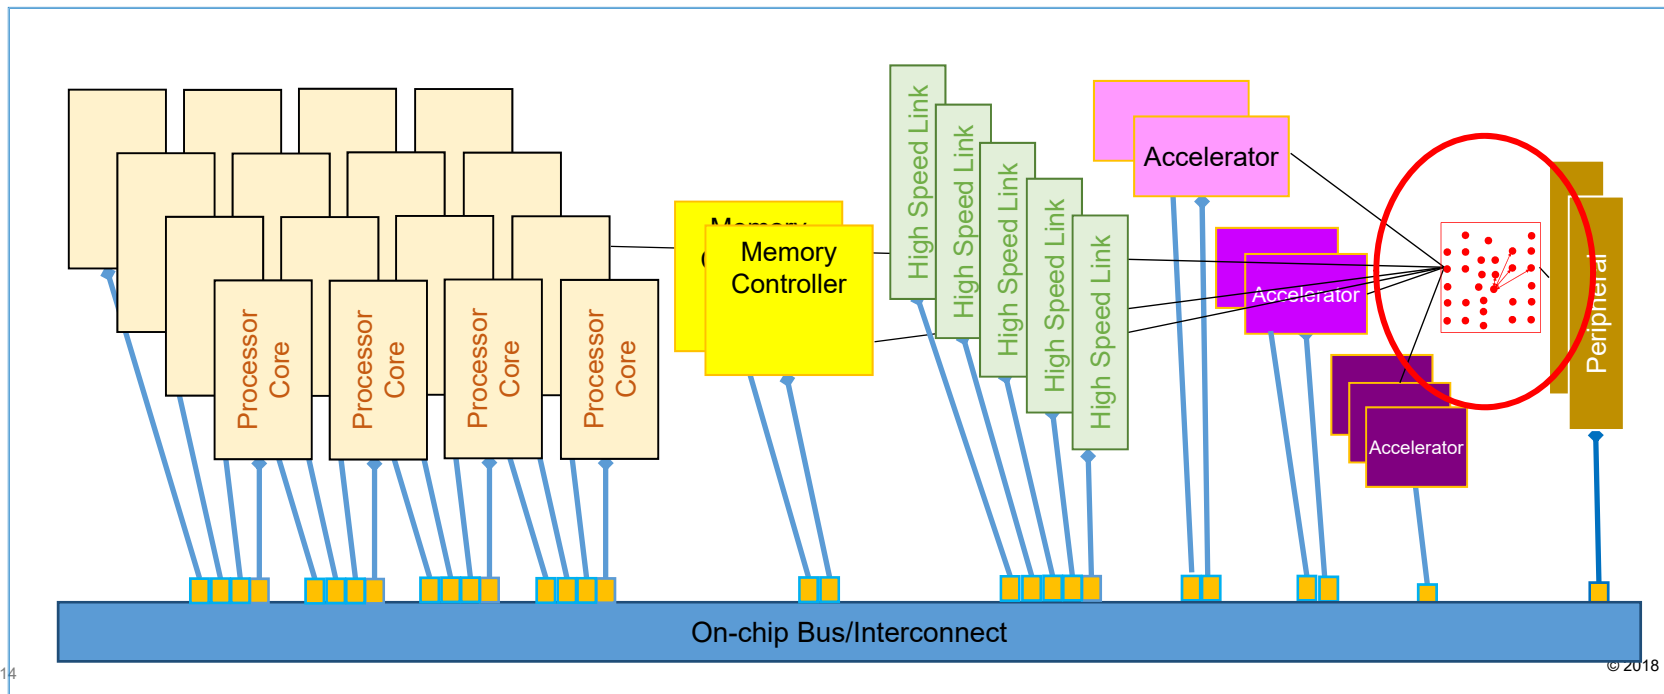 Processor
Core
Processor
Core
Processor
Core
Processor
Core
Memory
Memory
Controller
High Speed Link
High Speed Link
High Speed Link
High Speed Link
High Speed Link
Accelerator
Accelerator
Accelerator
Peripheral
On-chip Bus/Interconnect
14
© 2018